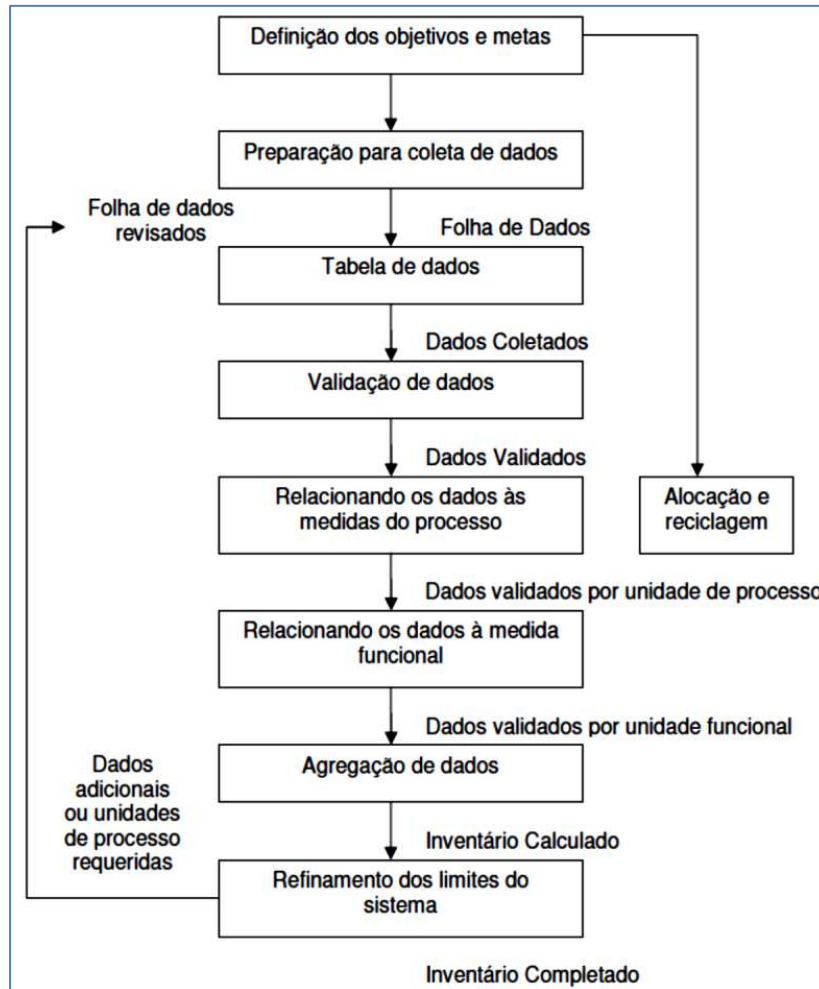 Definição dos objetivos e metas
Preparação para coleta de dados
Folha de dados
revisados
Folha de Dados
Tabela de dados
Dados Coletados
Validação de dados
Dados Validados
Relacionando os dados às
medidas do processo
Alocação e
reciclagem
Dados validados por unidade de processo
Relacionando os dados à medida
funcional
Dados validados por unidade funcional
Dados
adicionais
ou unidades
de processo
requeridas
Agregação de dados
Inventário Calculado
Refinamento dos limites do
sistema
Inventário Completado